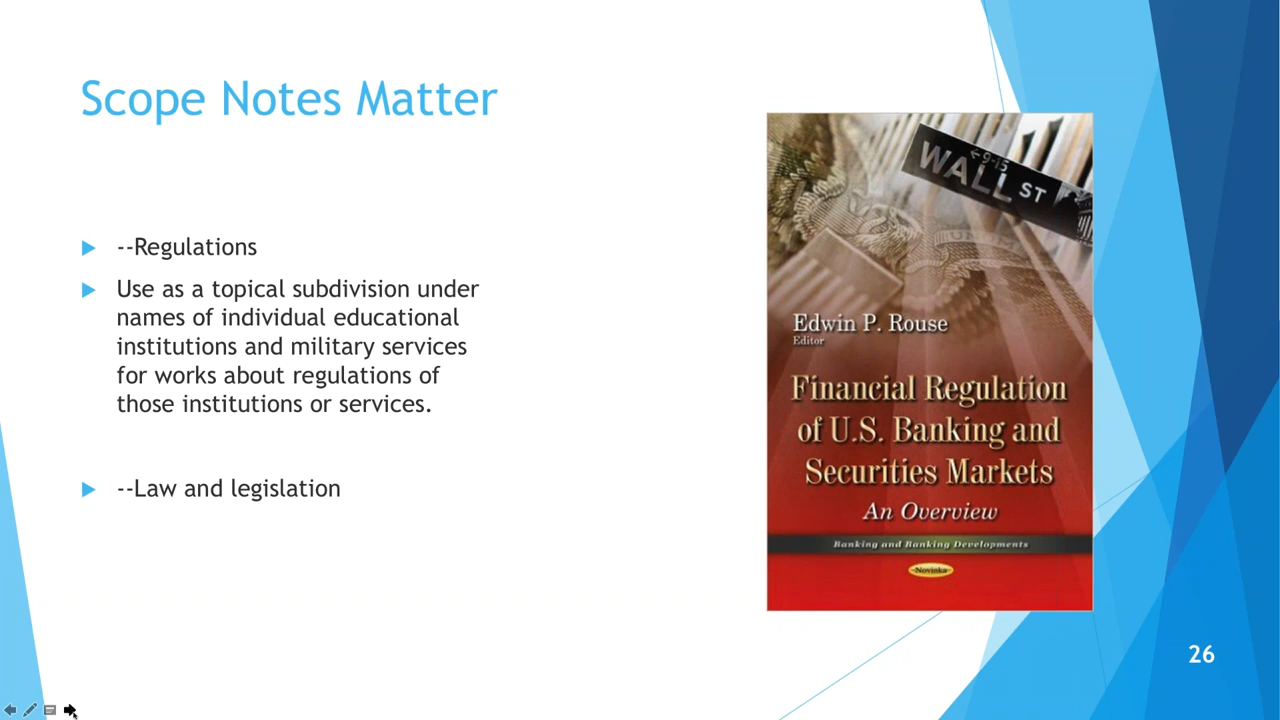 Scope Notes Matter
--Regulations
Use as a topical subdivision under
names of individual educational
institutions and military services
for works about regulations of
those institutions or services.
--Law and legislation
WALL ST
←9-15
Edwin P. Rouse
Editor
Financial Regulation
of U.S. Banking and
Securities Markets
An Overview
Banking and Banking Developments
Novinka
26